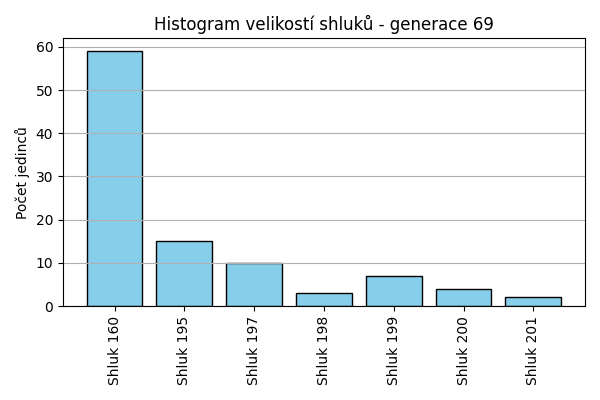 Histogram velikostí shluků - generace 69
Počet jedinců
60
50
40
30
20
10
0
Shluk 160
Shluk 195
Shluk 197
Shluk 198
Shluk 199
Shluk 200
Shluk 201